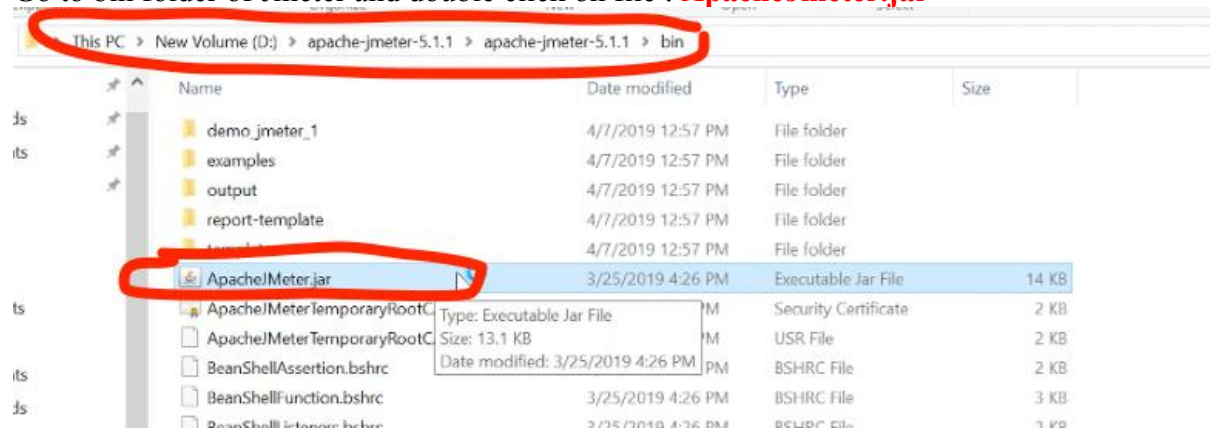 This PC > New Volume (D:) > apache-jmeter-5.1.1 > apache-jmeter-5.1.1 > bin
Name Date modified Type Size
demo_jmeter_1 4/7/2019 12:57 PM File folder
examples 4/7/2019 12:57 PM File folder
output 4/7/2019 12:57 PM File folder
report-template 4/7/2019 12:57 PM File folder
4/7/2019 12:57 PM File folder
ApacheJMeter.jar 3/25/2019 4:26 PM Executable Jar File 14 KB
ApacheJMeterTemporaryRootC Security Certificate 2 KB
Type: Executable Jar File
ApacheJMeterTemporaryRootC USR File 2 KB
Size: 13.1 KB
Date modified: 3/25/2019 4:26 PM
BeanShellAssertion.bshrc PM BSHRC File 2 KB
BeanShellFunction.bshrc 3/25/2019 4:26 PM BSHRC File 3 KB